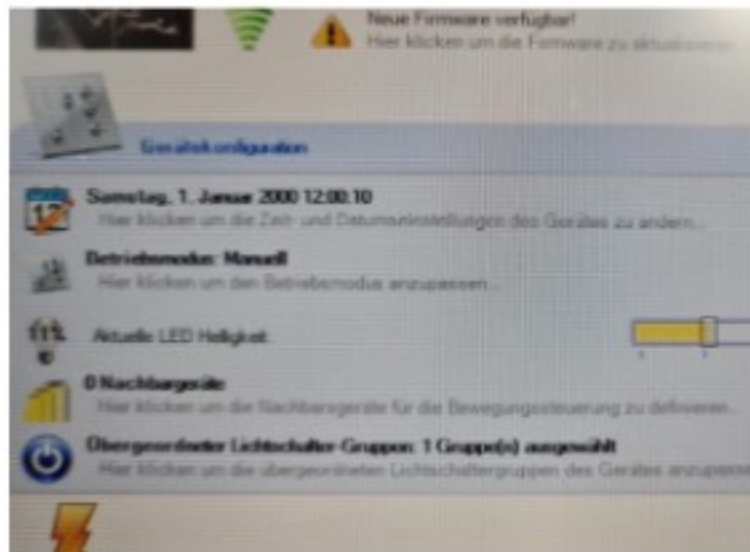 Neue Firmware verfügbar!
Hier klicken um die Firmware zu aktualisieren
Gerätekonfiguration
Samstag, 1. Januar 2000 12:00:10
Hier klicken um die Zeit- und Datumseinstellungen des Gerätes zu ändern...
Betriebsmodus: Manuell
Hier klicken um den Betriebsmodus anzupassen...
Aktuelle LED Helligkeit:
0 Nachbargeräte
Hier klicken um die Nachbarsgeräte für die Bewegungssteuerung zu definieren...
Übergeordneter Lichtschalter-Gruppen: 1 Gruppe(n) ausgewählt
Hier klicken um die übergeordneten Lichtschaltergruppen des Gerätes